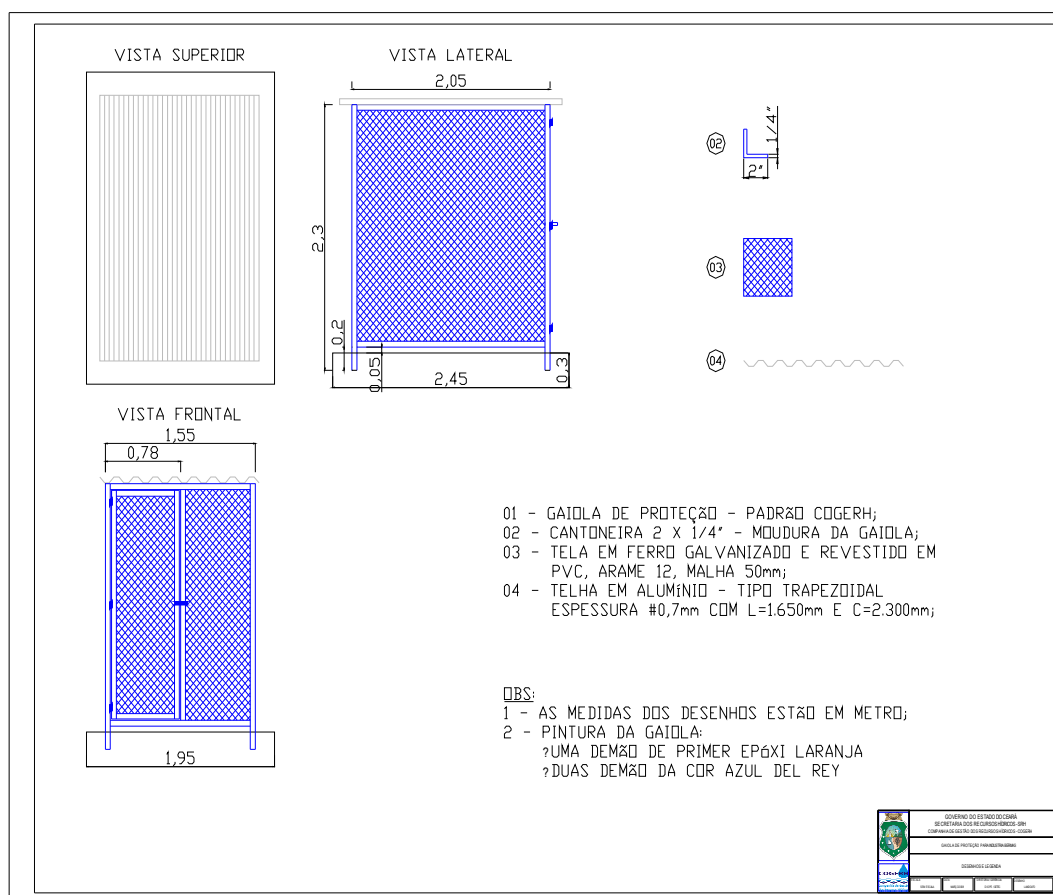 VISTA SUPERIOR
VISTA LATERAL
2,05
2,3
0,2
0,05
2,45
0,3
02
1/4"
2"
03
04
VISTA FRONTAL
1,55
0,78
1,95
01 - GAIOLA DE PROTEÇÃO - PADRÃO COGERH;
02 - CANTONEIRA 2 X 1/4" - MOUDURA DA GAIOLA;
03 - TELA EM FERRO GALVANIZADO E REVESTIDO EM
PVC, ARAME 12, MALHA 50mm;
04 - TELHA EM ALUMíNIO - TIPO TRAPEZOIDAL
ESPESSURA #0,7mm COM L=1.650mm E C=2.300mm;
OBS:
1 - AS MEDIDAS DOS DESENHOS ESTÃO EM METRO;
2 - PINTURA DA GAIOLA:
?UMA DEMÃO DE PRIMER EPóXI LARANJA
?DUAS DEMÃO DA COR AZUL DEL REY
GOVERNO DO ESTADO DO CEARÁ
SECRETARIA DOS RECURSOS HÍDRICOS-SRH
COMPANHIA DE GESTÃO DOS RECURSOS HÍDRICOS - COGERH
GAIOLA DE PROTEÇÃO PARA
DESENHOS E LEGENDA